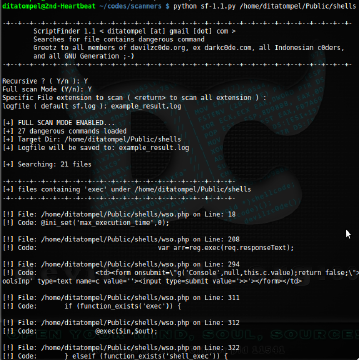 ditatompel@2nd-Heartbeat ~/codes/scanners $ python sf-1.1.py /home/ditatompel/Public/shells
ScriptFinder 1.1 < ditatompel [at] gmail [dot] com >
Searches for file contains dangerous command
Greetz to all members of devilzc0de.org, ex darkc0de.com, all Indonesian c0ders,
and all GNU Generation ;-)
Recursive ? ( Y/n ): Y
Full scan Mode (Y/n): Y
Specific File extension to scan ( <return> to scan all extension ) :
logfile ( default sf.log ): example_result.log
[+] FULL SCAN MODE ENABLED...
[+] 27 dangerous commands loaded
[+] Target Dir: /home/ditatompel/Public/shells
[+] Logfile will be saved to: example_result.log
[+] Searching: 21 files
[+] files containing 'exec' under /home/ditatompel/Public/shells
[!] File: /home/ditatompel/Public/shells/wso.php on Line: 18
[!] Code: @ini_set('max_execution_time',0);
[!] File: /home/ditatompel/Public/shells/wso.php on Line: 208
[!] Code: var arr=reg.exec(req.responseText);
[!] File: /home/ditatompel/Public/shells/wso.php on Line: 294
[!] Code: <td><form onsubmit=\"g('Console',null,this.c.value);return false;\"
oolsInp' type=text name=c value=''><input type=submit value='>>'></form></td>
[!] File: /home/ditatompel/Public/shells/wso.php on Line: 311
[!] Code: if (function_exists('exec')) {
[!] File: /home/ditatompel/Public/shells/wso.php on Line: 312
[!] Code: @exec($in,$out);
[!] File: /home/ditatompel/Public/shells/wso.php on Line: 322
[!] Code: } elseif (function_exists('shell_exec')) {